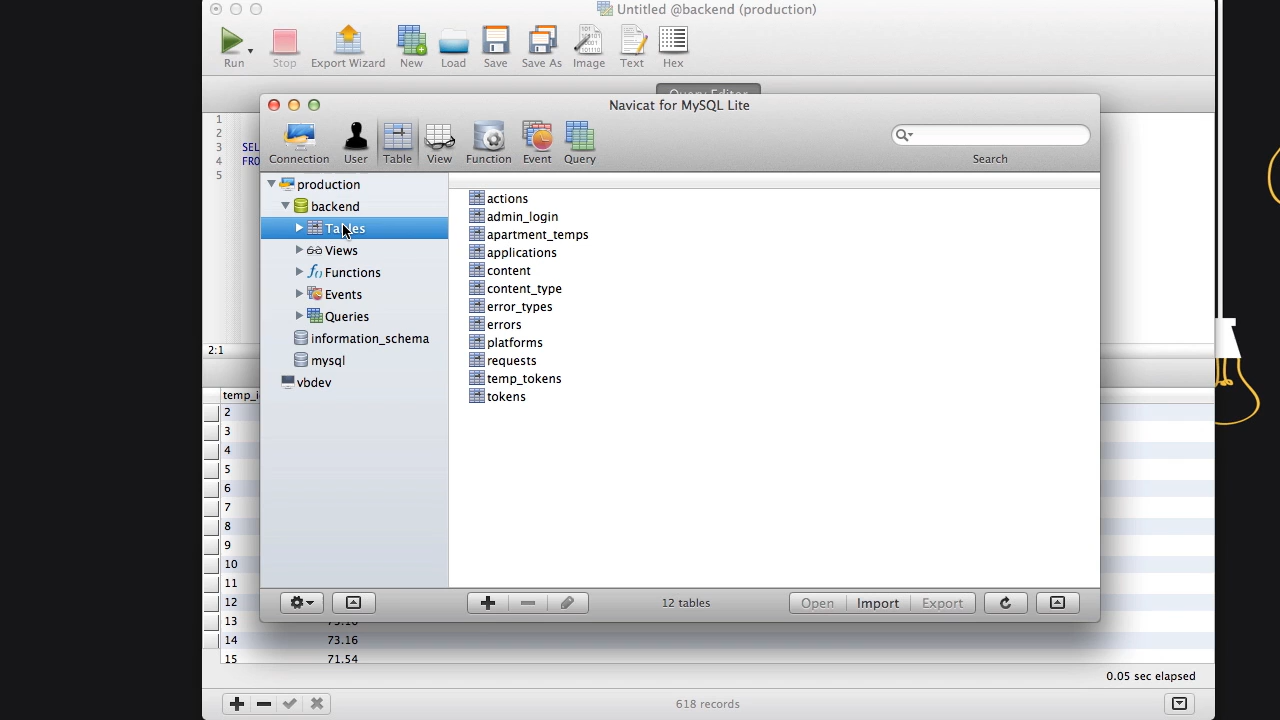 Untitled @backend (production)
Run Stop Export Wizard New Load Save Save As Image Text Hex
Navicat for MySQL Lite
Connection User Table View Function Event Query
Search
1
2
3 SEL
4 FRO
5
2:1
production
backend
Tables
Views
Functions
Events
Queries
information_schema
mysql
vbdev
actions
admin_login
apartment_temps
applications
content
content_type
error_types
errors
platforms
requests
temp_tokens
tokens
12 tables
Open Import Export
temp_i
2
3
4
5
6
7
8
9
10
11
12
13
14 73.16
15 71.54
0.05 sec elapsed
618 records